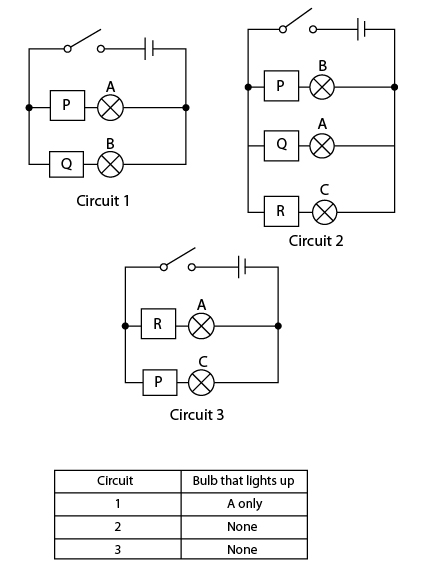 A
P
B
Q
Circuit 1
B
P
A
Q
C
R
Circuit 2
A
R
C
P
Circuit 3
Circuit Bulb that lights up
1 A only
2 None
3 None